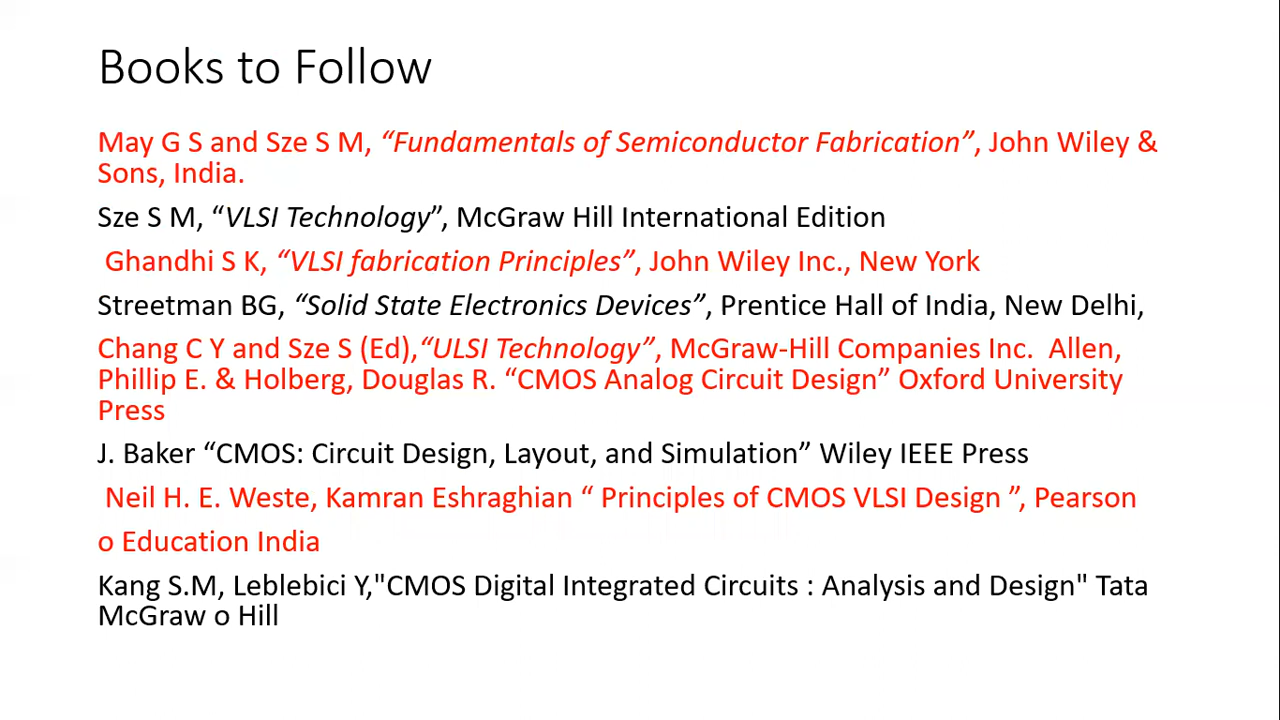 Books to Follow
May G S and Sze S M, “Fundamentals of Semiconductor Fabrication”, John Wiley &
Sons, India.
Sze S M, “VLSI Technology”, McGraw Hill International Edition
Ghandhi S K, “VLSI fabrication Principles”, John Wiley Inc., New York
Streetman BG, “Solid State Electronics Devices”, Prentice Hall of India, New Delhi,
Chang C Y and Sze S (Ed),“ULSI Technology”, McGraw-Hill Companies Inc.  Allen,
Phillip E. & Holberg, Douglas R. “CMOS Analog Circuit Design” Oxford University
Press
J. Baker “CMOS: Circuit Design, Layout, and Simulation” Wiley IEEE Press
Neil H. E. Weste, Kamran Eshraghian “ Principles of CMOS VLSI Design ”, Pearson
o Education India
Kang S.M, Leblebici Y,"CMOS Digital Integrated Circuits : Analysis and Design" Tata
McGraw o Hill